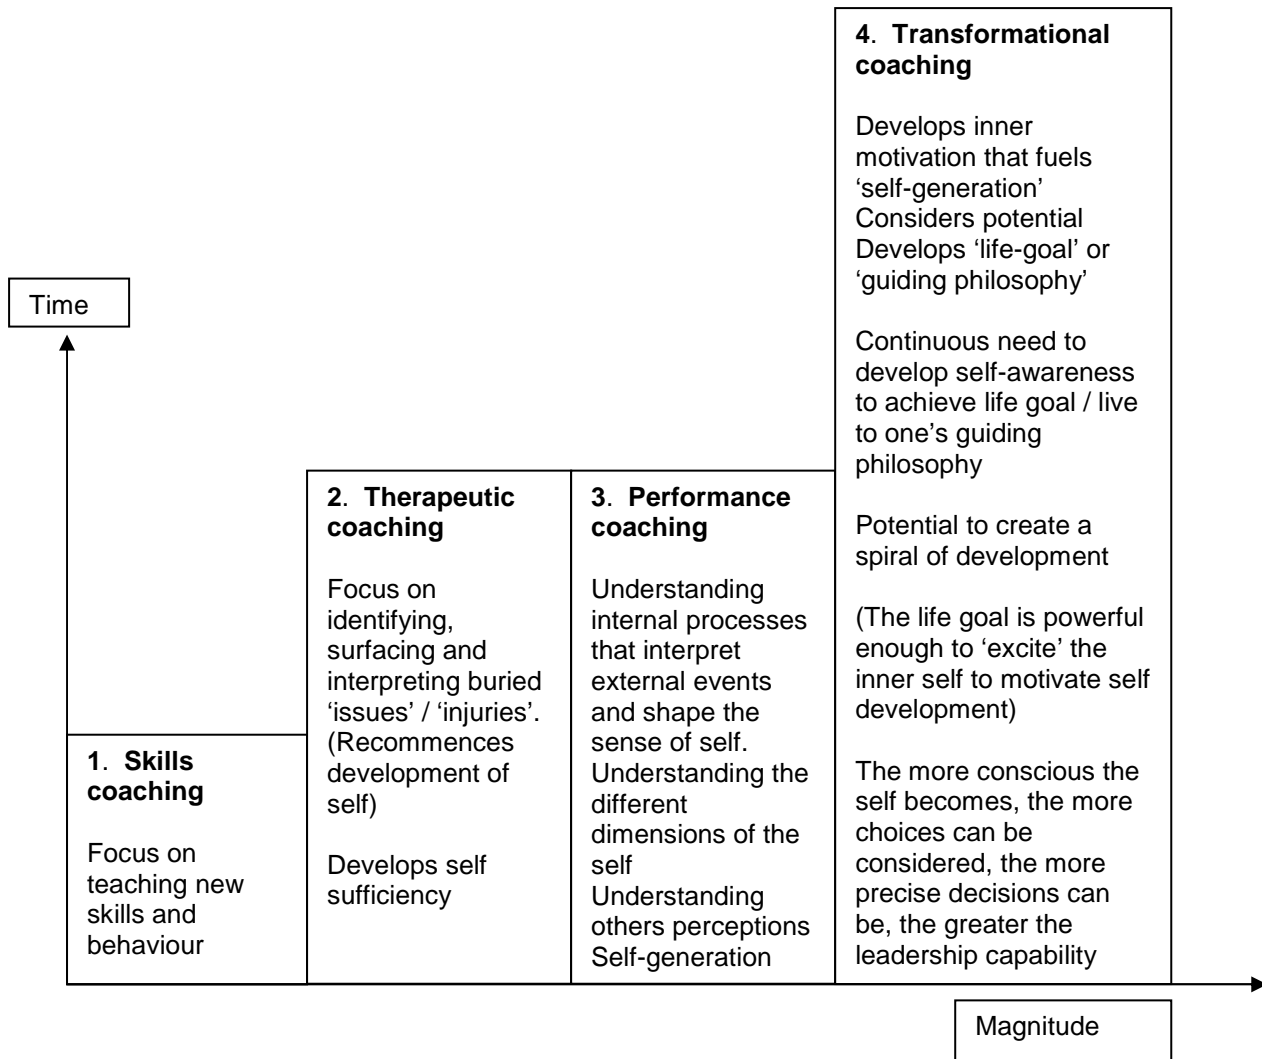 Time
1.  Skills
coaching
Focus on
teaching new
skills and
behaviour
2.  Therapeutic
coaching
Focus on
identifying,
surfacing and
interpreting buried
‘issues’ / ‘injuries’.
(Recommences
development of
self)
Develops self
sufficiency
3.  Performance
coaching
Understanding
internal processes
that interpret
external events
and shape the
sense of self.
Understanding the
different
dimensions of the
self
Understanding
others perceptions
Self-generation
4.  Transformational
coaching
Develops inner
motivation that fuels
‘self-generation’
Considers potential
Develops ‘life-goal’ or
‘guiding philosophy’
Continuous need to
develop self-awareness
to achieve life goal / live
to one’s guiding
philosophy
Potential to create a
spiral of development
(The life goal is powerful
enough to ‘excite’ the
inner self to motivate self
development)
The more conscious the
self becomes, the more
choices can be
considered, the more
precise decisions can
be, the greater the
leadership capability
Magnitude